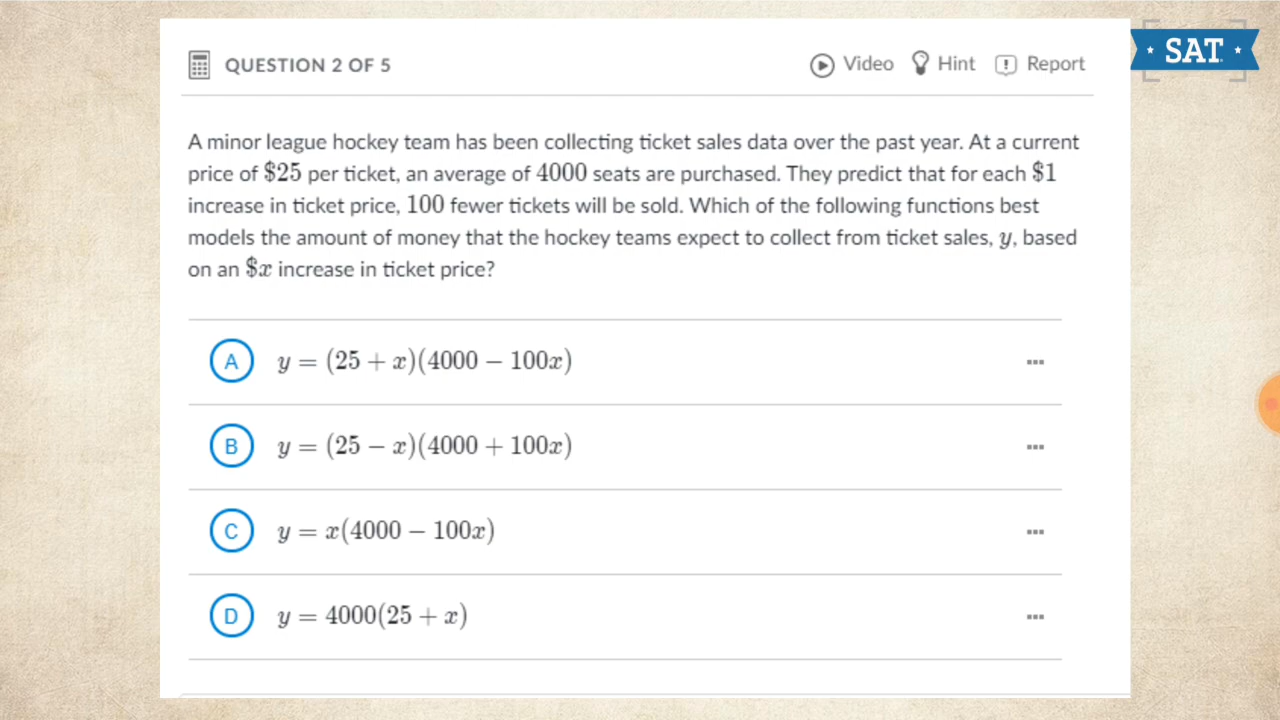 SAT
QUESTION 2 OF 5
Video Hint Report
A minor league hockey team has been collecting ticket sales data over the past year. At a current
price of $25 per ticket, an average of 4000 seats are purchased. They predict that for each $1
increase in ticket price, 100 fewer tickets will be sold. Which of the following functions best
models the amount of money that the hockey teams expect to collect from ticket sales, y, based
on an $x increase in ticket price?
A y = (25 + x)(4000 − 100x)
B y = (25 − x)(4000 + 100x)
C y = x(4000 − 100x)
D y = 4000(25 + x)